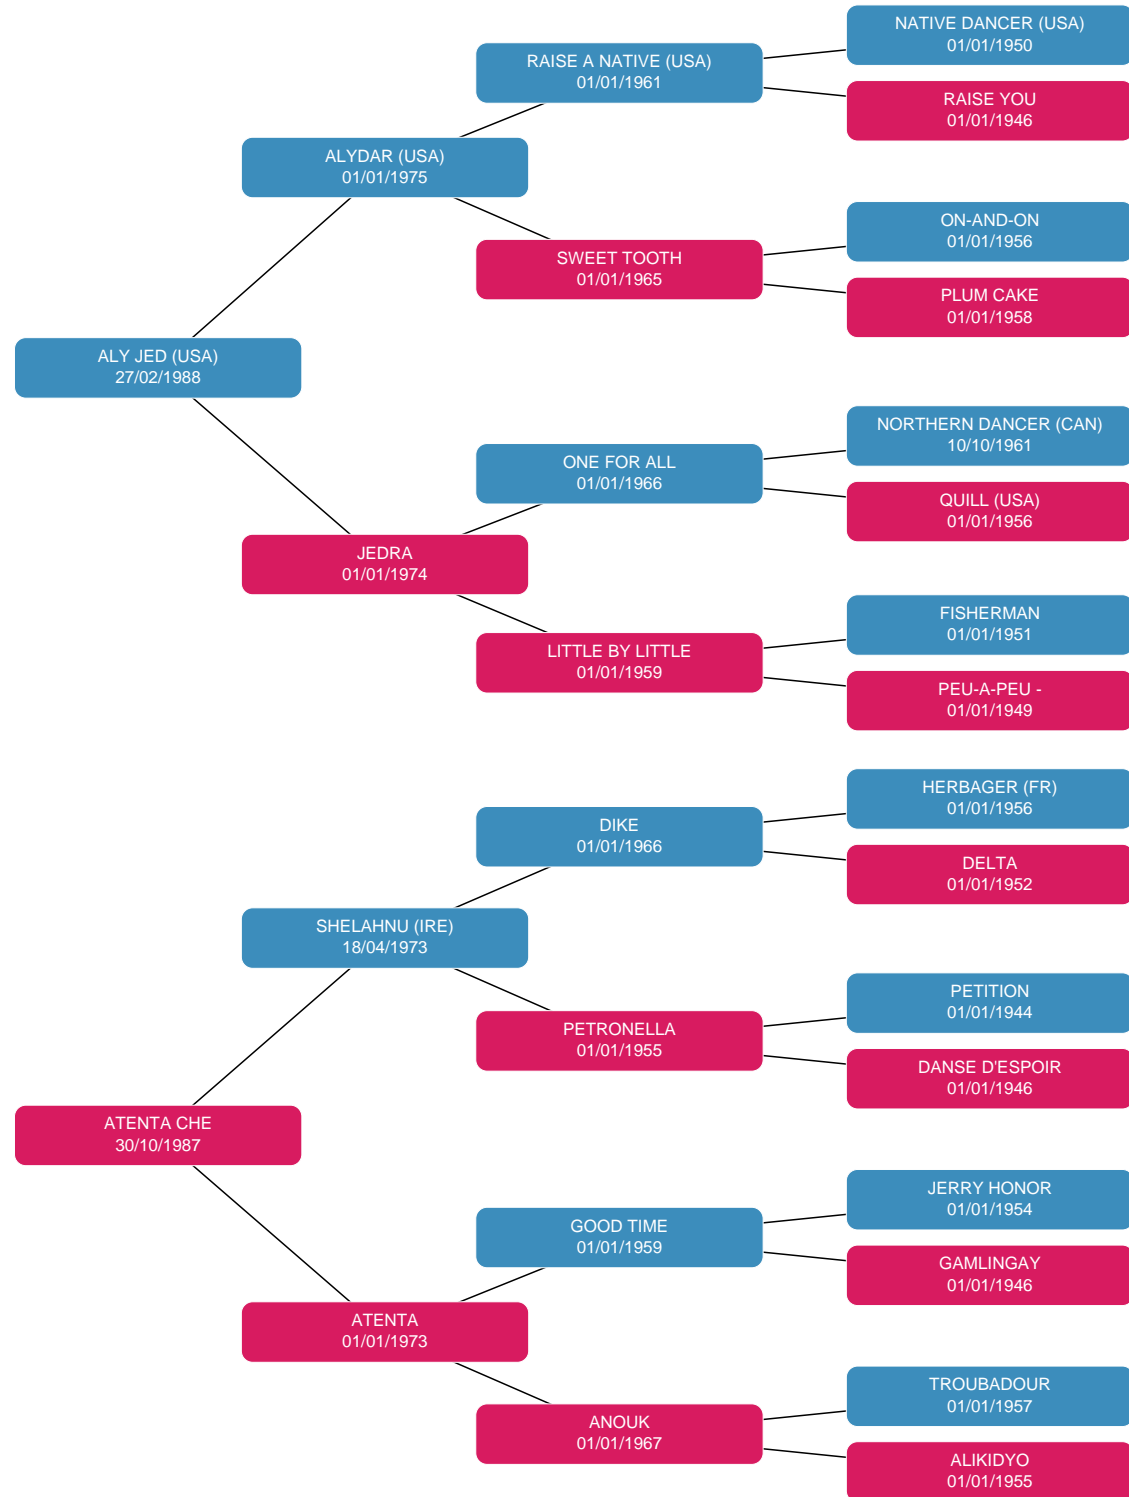 NATIVE DANCER (USA)
01/01/1950
RAISE A NATIVE (USA)
01/01/1961
RAISE YOU
01/01/1946
ALYDAR (USA)
01/01/1975
ON-AND-ON
01/01/1956
SWEET TOOTH
01/01/1965
PLUM CAKE
01/01/1958
ALY JED (USA)
27/02/1988
NORTHERN DANCER (CAN)
10/10/1961
ONE FOR ALL
01/01/1966
QUILL (USA)
01/01/1956
JEDRA
01/01/1974
FISHERMAN
01/01/1951
LITTLE BY LITTLE
01/01/1959
PEU-A-PEU -
01/01/1949
HERBAGER (FR)
01/01/1956
DIKE
01/01/1966
DELTA
01/01/1952
SHELAHNU (IRE)
18/04/1973
PETITION
01/01/1944
PETRONELLA
01/01/1955
DANSE D'ESPOIR
01/01/1946
ATENTA CHE
30/10/1987
JERRY HONOR
01/01/1954
GOOD TIME
01/01/1959
GAMLINGAY
01/01/1946
ATENTA
01/01/1973
TROUBADOUR
01/01/1957
ANOUK
01/01/1967
ALIKIDYO
01/01/1955